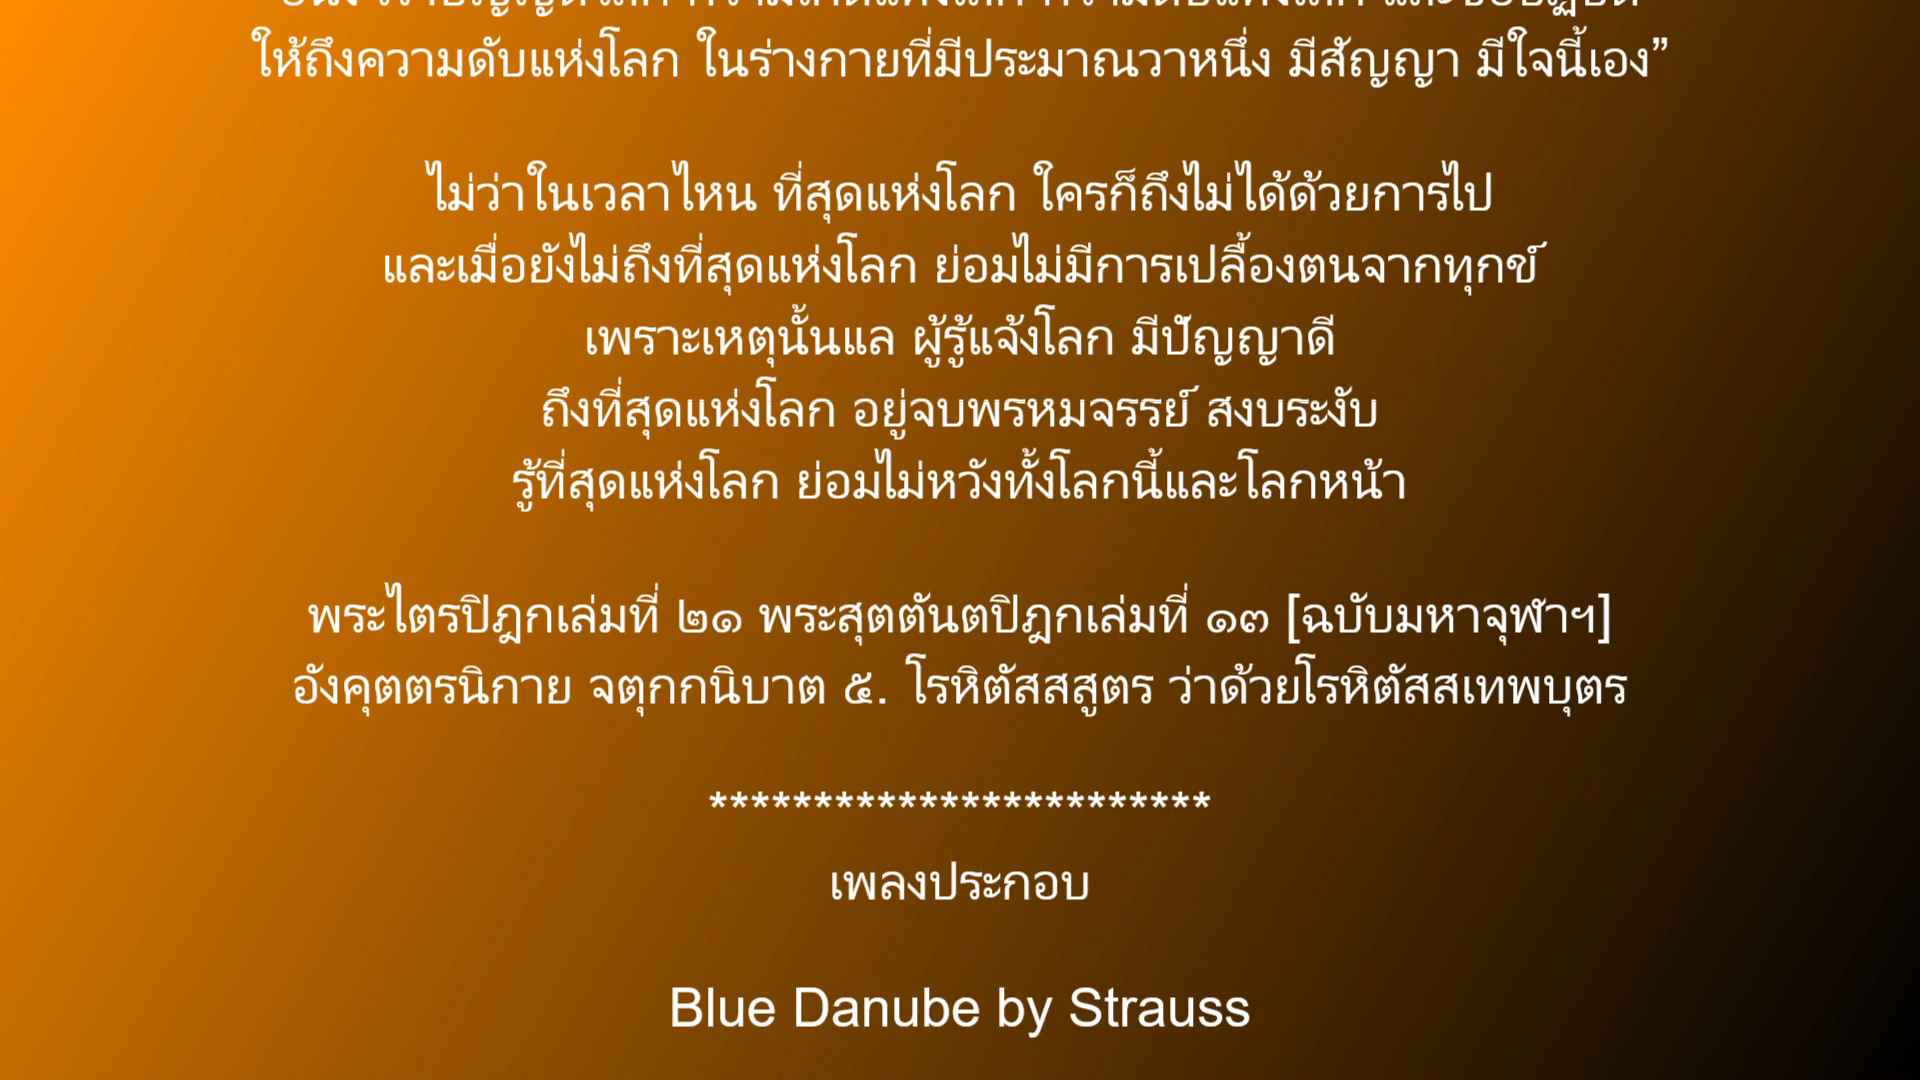 ให้ถึงความดับแห่งโลก ในร่างกายที่มีประมาณวาหนึ่ง มีสัญญา มีใจนี้เอง”
ไม่ว่าในเวลาไหน ที่สุดแห่งโลก ใครก็ถึงไม่ได้ด้วยการไป
และเมื่อยังไม่ถึงที่สุดแห่งโลก ย่อมไม่มีการเปลื้องตนจากทุกข์
เพราะเหตุนั้นแล ผู้รู้แจ้งโลก มีปัญญาดี
ถึงที่สุดแห่งโลก อยู่จบพรหมจรรย์ สงบระงับ
รู้ที่สุดแห่งโลก ย่อมไม่หวังทั้งโลกนี้และโลกหน้า
พระไตรปิฎกเล่มที่ ๒๑ พระสุตตันตปิฎกเล่มที่ ๑๓ [ฉบับมหาจุฬาฯ]
อังคุตตรนิกาย จตุกกนิบาต ๕. โรหิตัสสสูตร ว่าด้วยโรหิตัสสเทพบุตร
************************
เพลงประกอบ
Blue Danube by Strauss